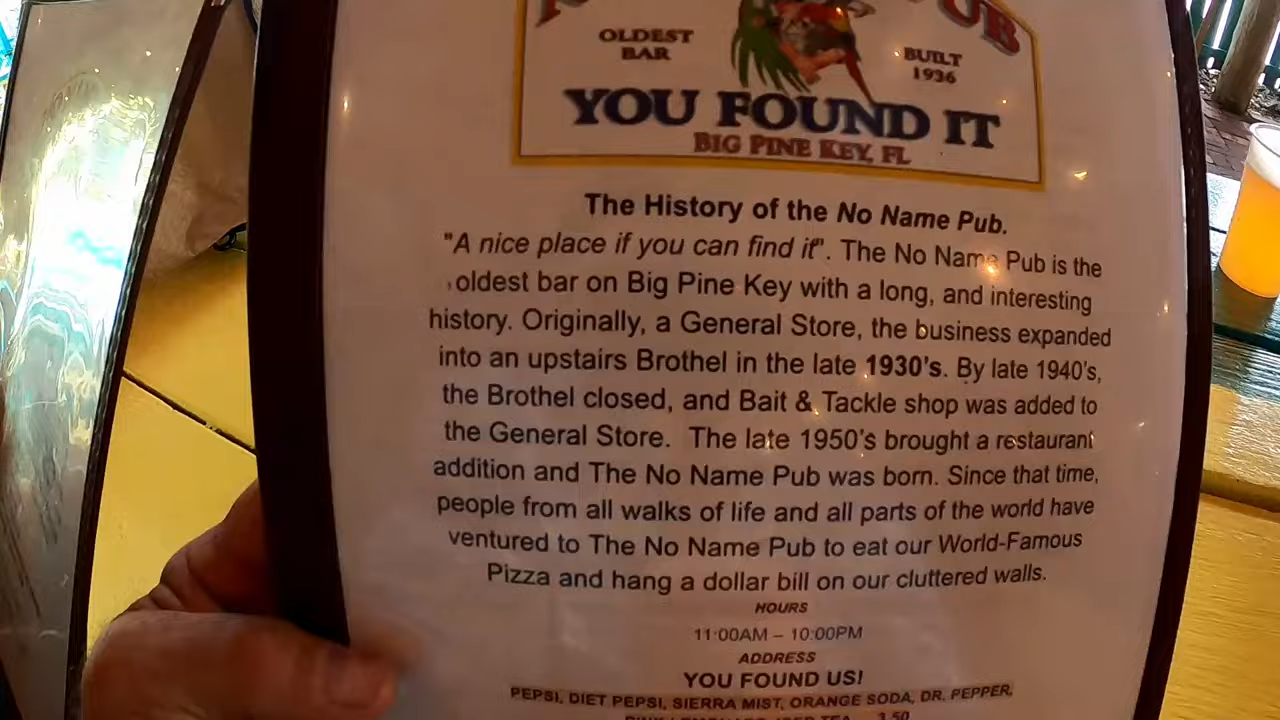 PUB
OLDEST
BAR
BUILT
1936
YOU FOUND IT
BIG PINE KEY, FL
The History of the No Name Pub.
"A nice place if you can find it". The No Name Pub is the
oldest bar on Big Pine Key with a long, and interesting
history. Originally, a General Store, the business expanded
into an upstairs Brothel in the late 1930's. By late 1940's,
the Brothel closed, and Bait & Tackle shop was added to
the General Store. The late 1950's brought a restaurant
addition and The No Name Pub was born. Since that time,
people from all walks of life and all parts of the world have
ventured to The No Name Pub to eat our World-Famous
Pizza and hang a dollar bill on our cluttered walls.
HOURS
11:00AM – 10:00PM
ADDRESS
YOU FOUND US!
PEPSI, DIET PEPSI, SIERRA MIST, ORANGE SODA, DR. PEPPER,
3.50